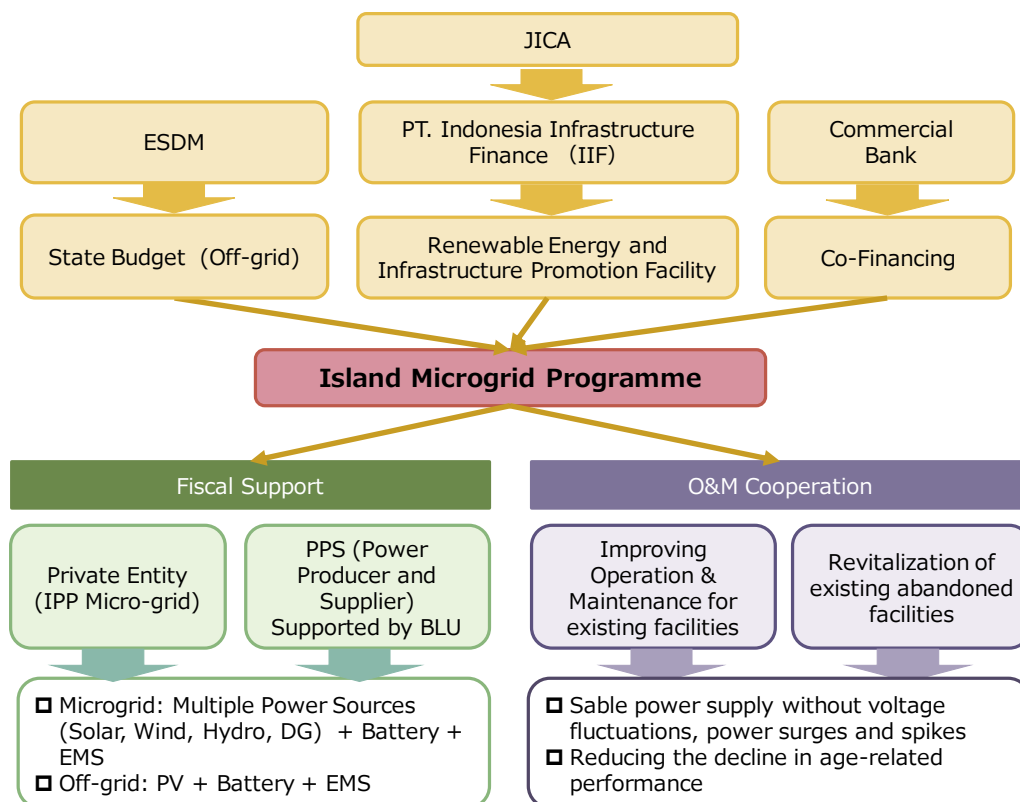 JICA
ESDM
PT. Indonesia Infrastructure
Finance （IIF）
Commercial
Bank
State Budget (Off-grid)
Renewable Energy and
Infrastructure Promotion Facility
Co-Financing
Island Microgrid Programme
Fiscal Support
O&M Cooperation
Private Entity
(IPP Micro-grid)
PPS (Power
Producer and
Supplier)
Supported by BLU
Improving
Operation &
Maintenance for
existing facilities
Revitalization of
existing abandoned
facilities
Microgrid: Multiple Power Sources
(Solar, Wind, Hydro, DG) + Battery +
EMS
Off-grid: PV + Battery + EMS
Sable power supply without voltage
fluctuations, power surges and spikes
Reducing the decline in age-related
performance